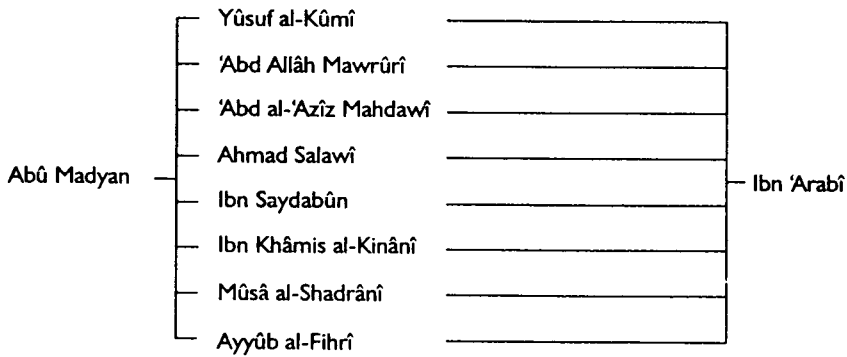 Yûsuf al-Kûmî
‘Abd Allâh Mawrûrî
‘Abd al-‘Azîz Mahdawî
Ahmad Salawî
Abû Madyan
Ibn ‘Arabî
Ibn Saydabûn
Ibn Khâmis al-Kinânî
Mûsâ al-Shadrânî
Ayyûb al-Fihrî